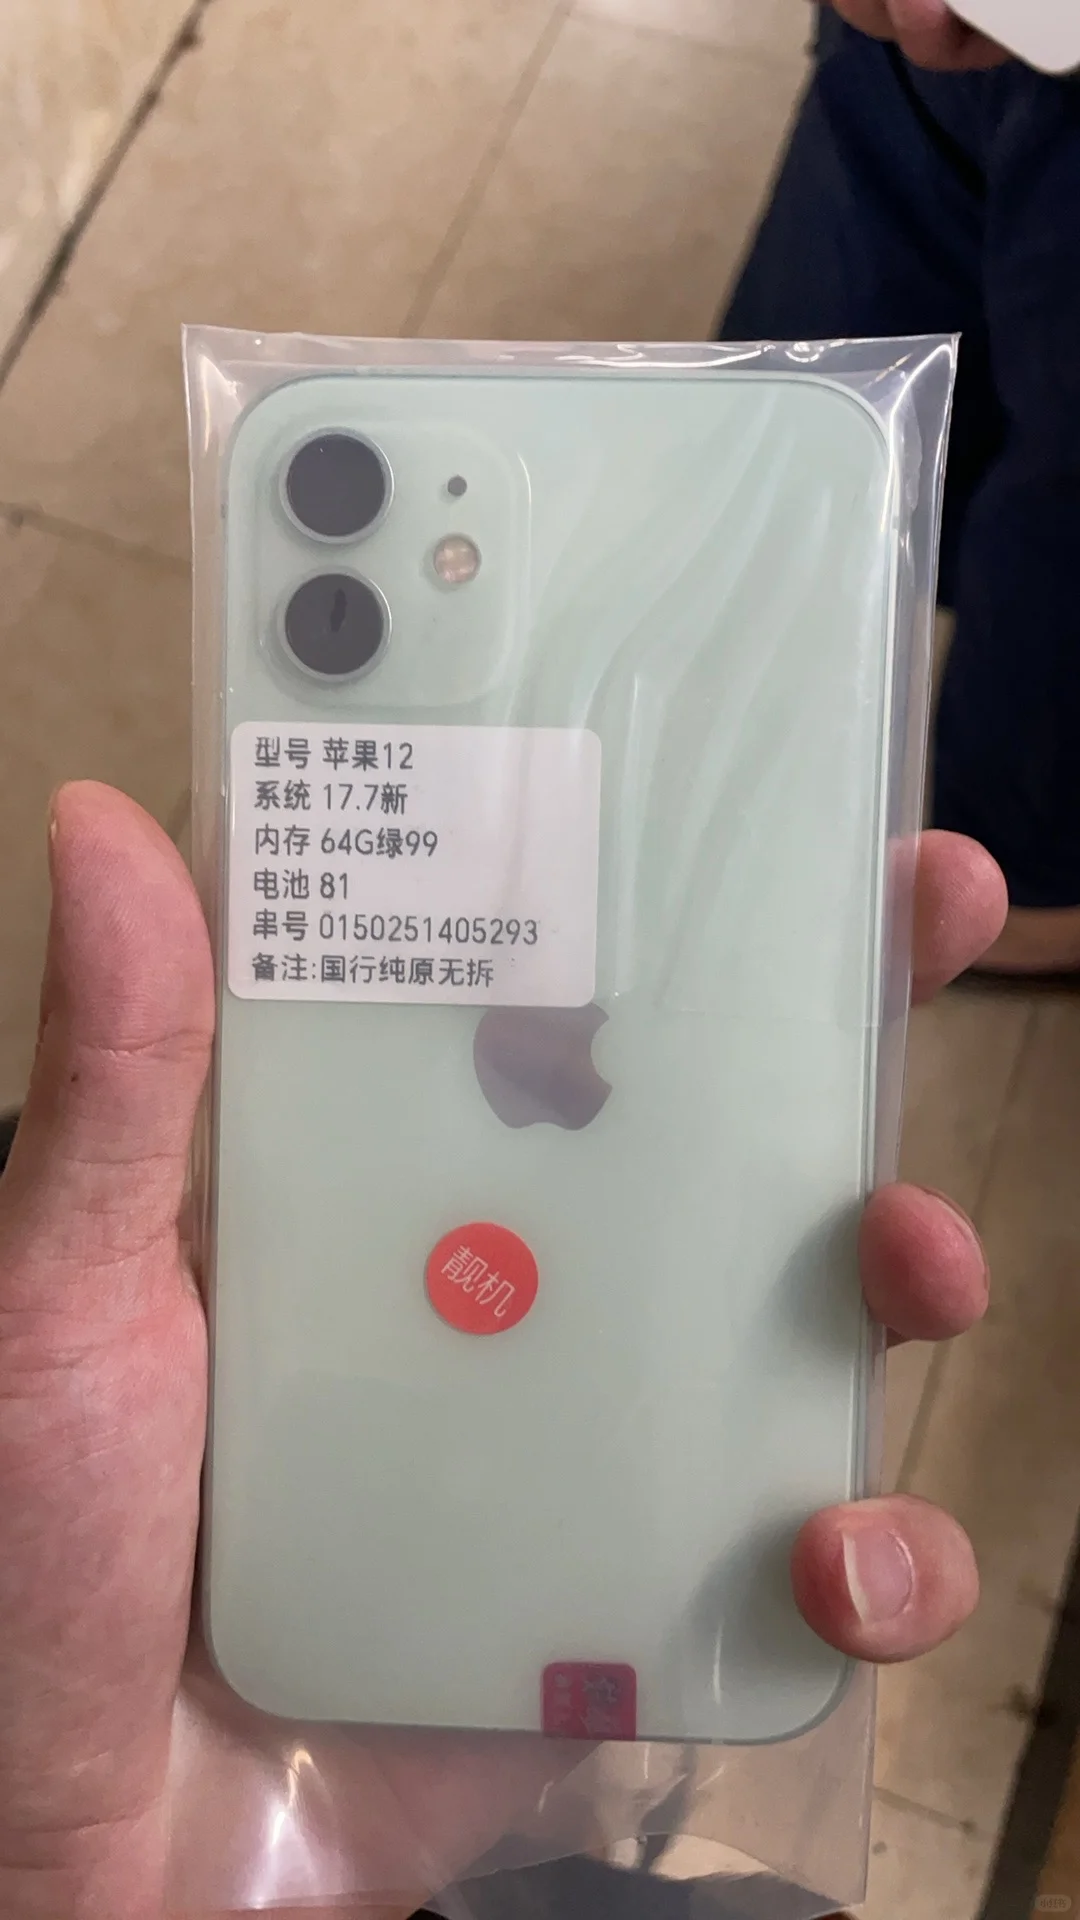 型号 苹果12
系统 17.7新
内存 64G绿99
电池 81
串号 0150251405293
备注:国行纯原无拆
靓机